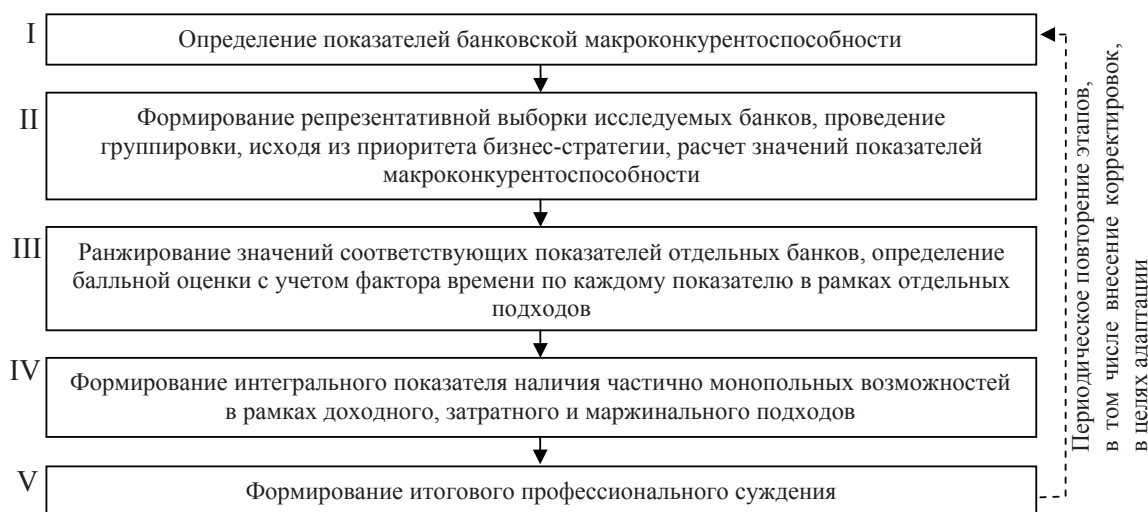 I
Определение показателей банковской макроконкурентоспособности
II
Формирование репрезентативной выборки исследуемых банков, проведение
группировки, исходя из приоритета бизнес-стратегии, расчет значений показателей
макроконкурентоспособности
III
Ранжирование значений соответствующих показателей отдельных банков, определение
балльной оценки с учетом фактора времени по каждому показателю в рамках отдельных
подходов
IV
Формирование интегрального показателя наличия частично монопольных возможностей
в рамках доходного, затратного и маржинального подходов
V
Формирование итогового профессионального суждения
Периодическое повторение этапов,
в том числе внесение корректировок,
в целях адаптации